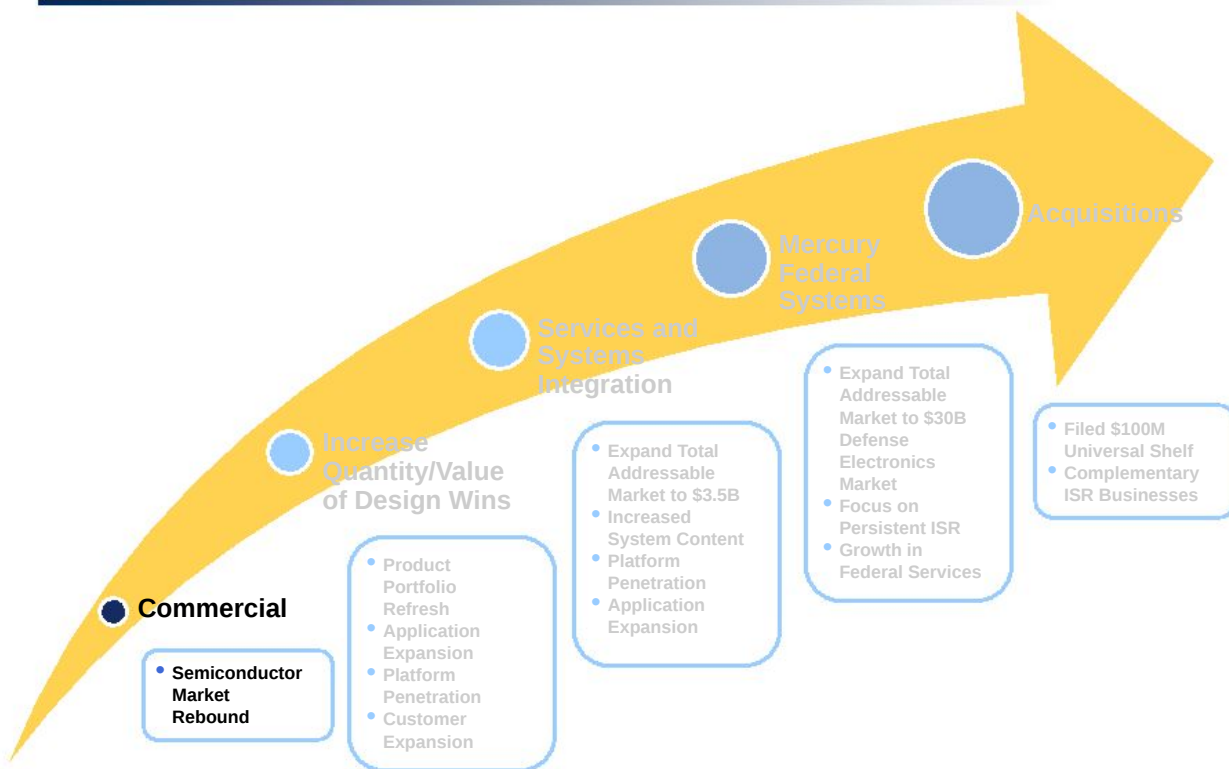 Commercial
• Semiconductor
Market
Rebound
Increase
Quantity/Value
of Design Wins
• Product
Portfolio
Refresh
• Application
Expansion
• Platform
Penetration
• Customer
Expansion
Services and
Systems
Integration
• Expand Total
Addressable
Market to $3.5B
• Increased
System Content
• Platform
Penetration
• Application
Expansion
Mercury
Federal
Systems
• Expand Total
Addressable
Market to $30B
Defense
Electronics
Market
• Focus on
Persistent ISR
• Growth in
Federal Services
Acquisitions
• Filed $100M
Universal Shelf
• Complementary
ISR Businesses